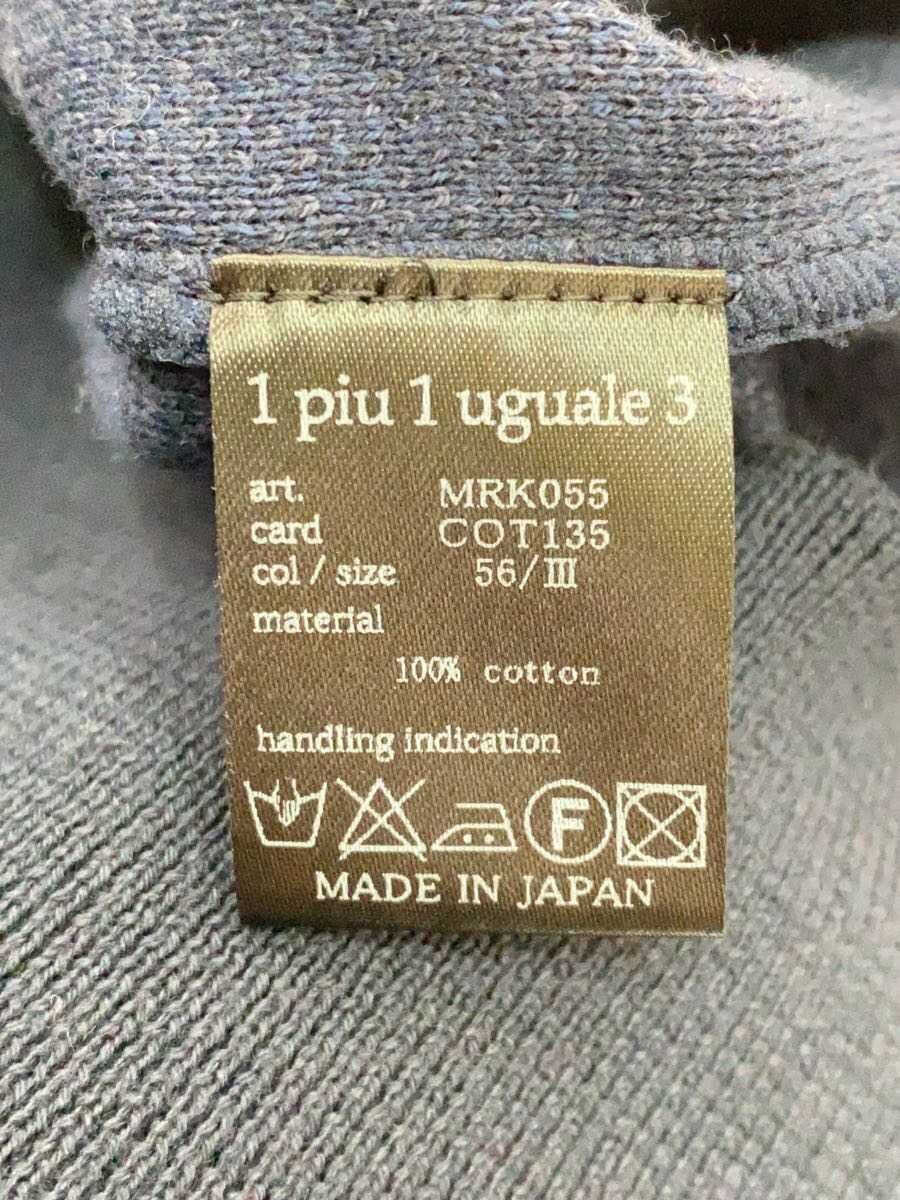 1 piu 1 uguale 3
art. MRK055
card COT135
col / size 56/Ⅲ
material
100% cotton
handling indication
F
MADE IN JAPAN